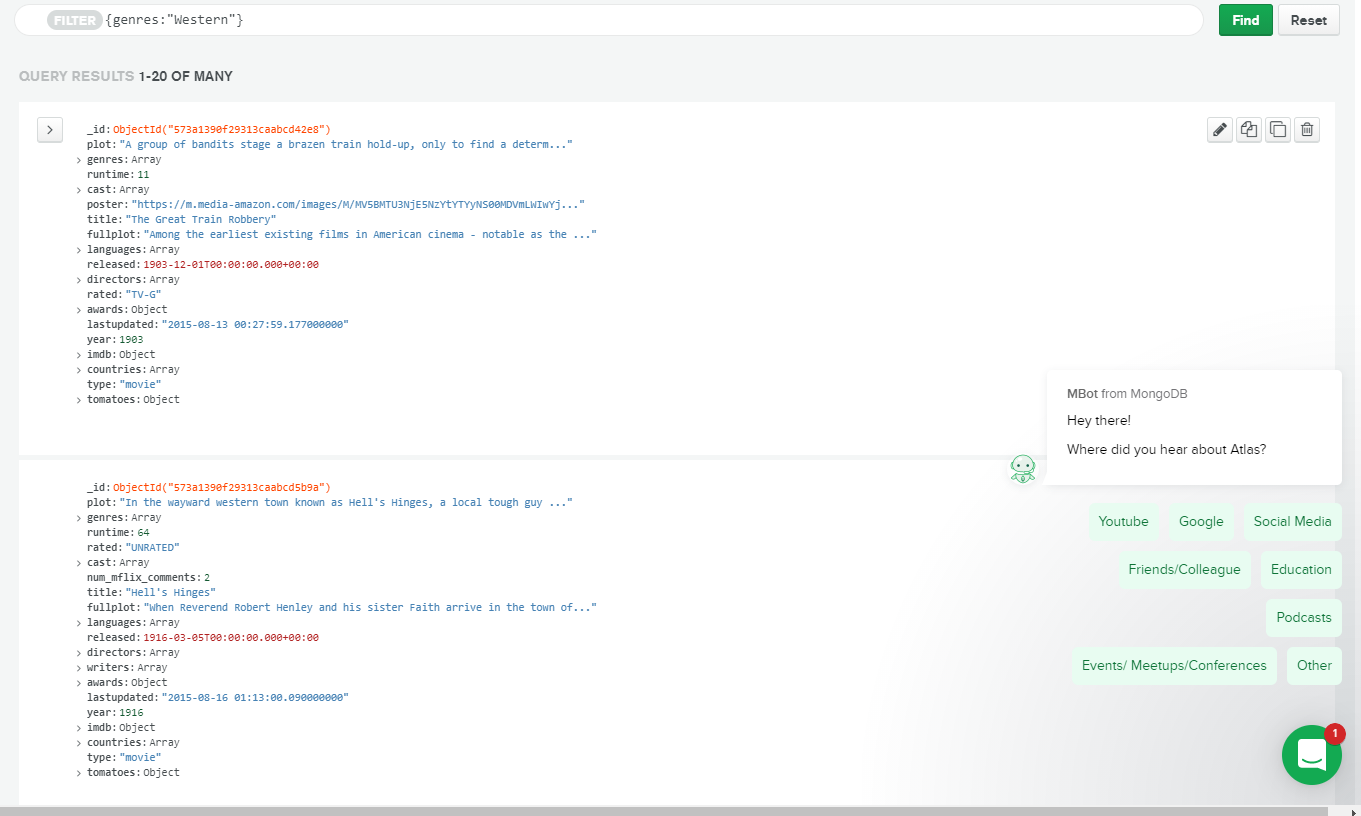 FILTER {genres:"Western"}
Find
Reset
QUERY RESULTS 1-20 OF MANY
_id: ObjectId("573a1390f29313caabcd42e8")
plot: "A group of bandits stage a brazen train hold-up, only to find a determ..."
genres: Array
runtime: 11
cast: Array
poster: "https://m.media-amazon.com/images/M/MV5BMTU3NjE5NzYtYTYyNS00MDVmLWIwYj..."
title: "The Great Train Robbery"
fullplot: "Among the earliest existing films in American cinema - notable as the ..."
languages: Array
released: 1903-12-01T00:00:00.000+00:00
directors: Array
rated: "TV-G"
awards: Object
lastupdated: "2015-08-13 00:27:59.177000000"
year: 1903
imdb: Object
countries: Array
type: "movie"
tomatoes: Object
_id: ObjectId("573a1390f29313caabcd5b9a")
plot: "In the wayward western town known as Hell's Hinges, a local tough guy ..."
genres: Array
runtime: 64
rated: "UNRATED"
cast: Array
num_mflix_comments: 2
title: "Hell's Hinges"
fullplot: "When Reverend Robert Henley and his sister Faith arrive in the town of..."
languages: Array
released: 1916-03-05T00:00:00.000+00:00
directors: Array
writers: Array
awards: Object
lastupdated: "2015-08-16 01:13:00.090000000"
year: 1916
imdb: Object
countries: Array
type: "movie"
tomatoes: Object
MBot from MongoDB
Hey there!
Where did you hear about Atlas?
Youtube
Google
Social Media
Friends/Colleague
Education
Podcasts
Events/ Meetups/Conferences
Other
1